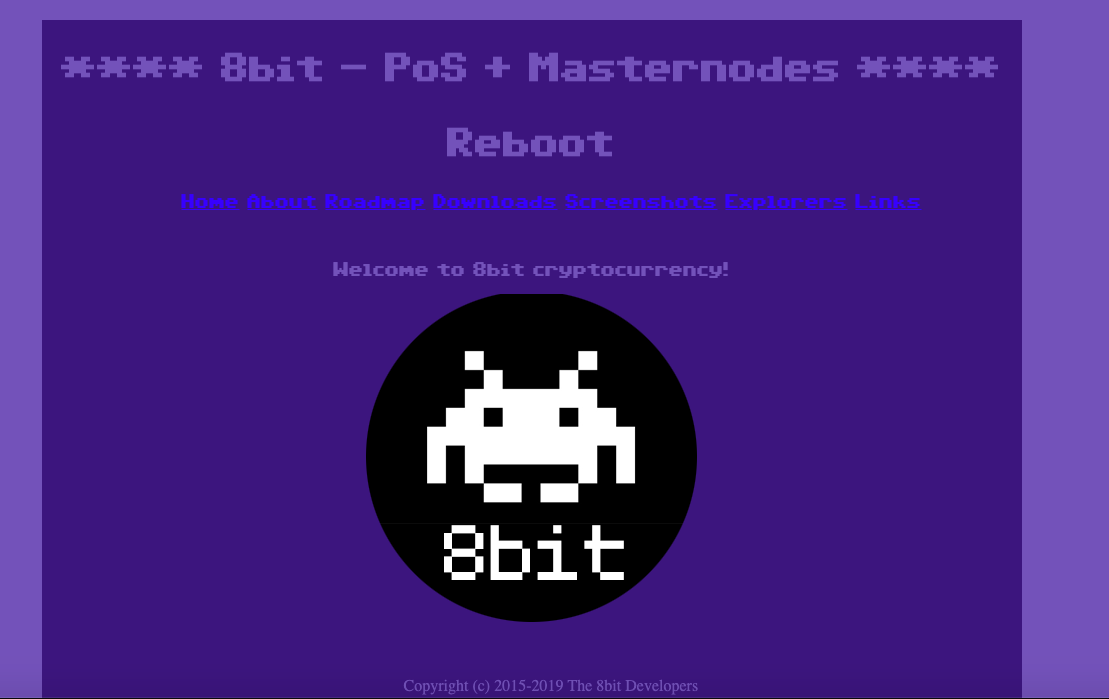 **** 8bit - PoS + Masternodes ****
Reboot
Home About Roadmap Downloads Screenshots Explorers Links
Welcome to 8bit cryptocurrency!
8bit
Copyright (c) 2015-2019 The 8bit Developers